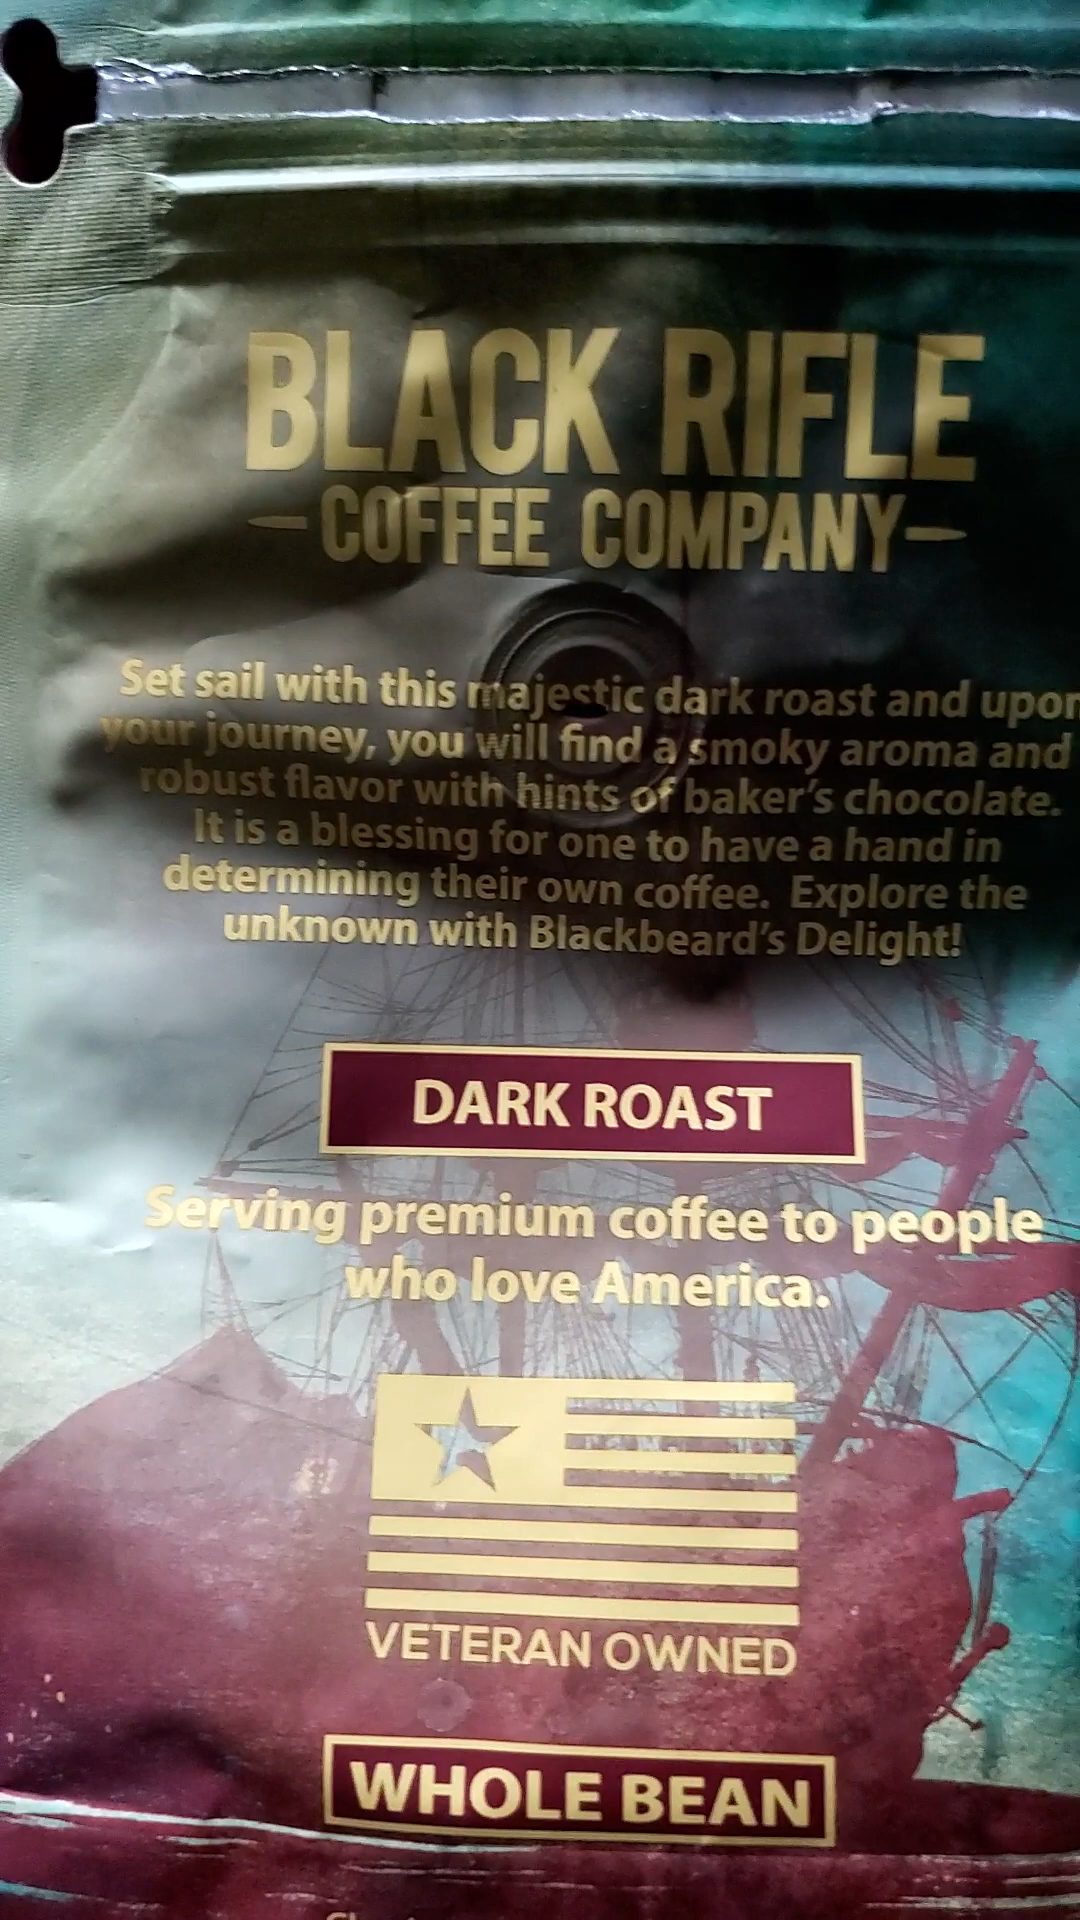 BLACK RIFLE
COFFEE COMPANY
Set sail with this majestic dark roast and upon
your journey, you will find a smoky aroma and
robust flavor with hints of baker's chocolate.
It is a blessing for one to have a hand in
determining their own coffee. Explore the
unknown with Blackbeard's Delight!
DARK ROAST
Serving premium coffee to people
who love America.
VETERAN OWNED
WHOLE BEAN